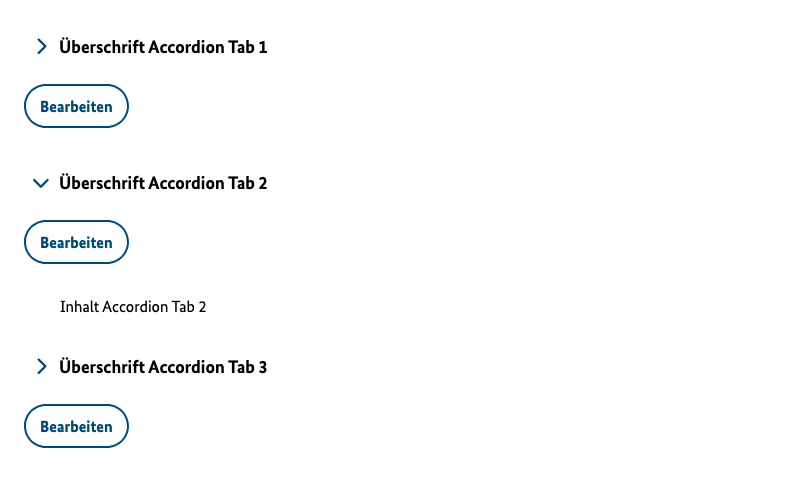 Überschrift Accordion Tab 1
Bearbeiten
Überschrift Accordion Tab 2
Bearbeiten
Inhalt Accordion Tab 2
Überschrift Accordion Tab 3
Bearbeiten